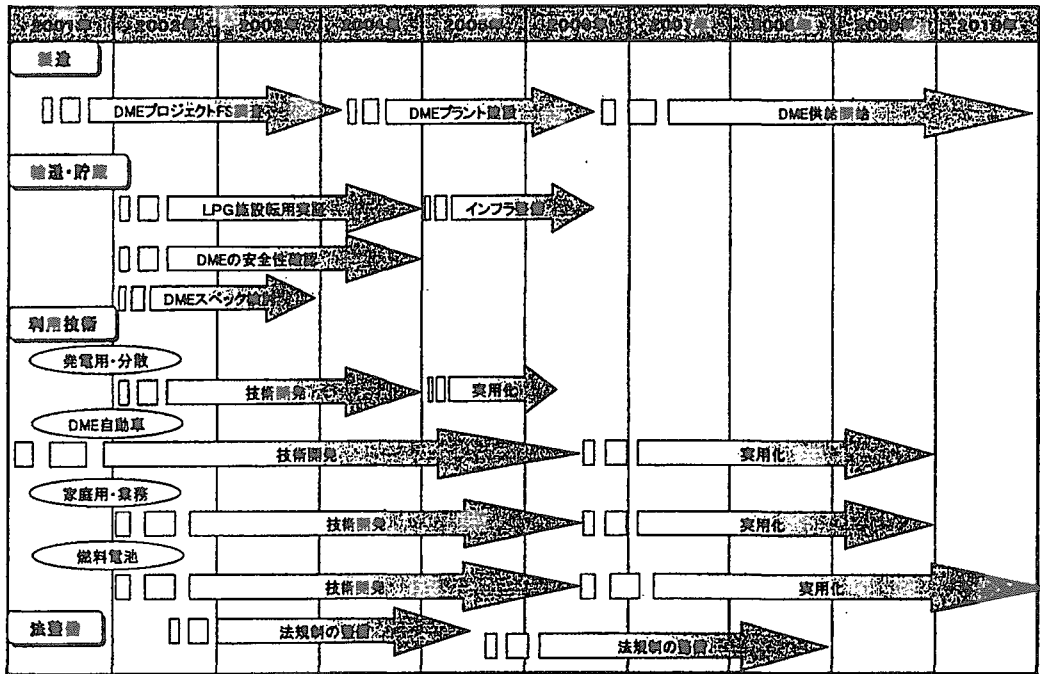 2001年 2002年 2003年 2004年 2005年 2006年 2007年 2008年 2009年 2010年
製造
DMEプロジェクトFS調査 DMEプラント建設 DME供給開始
輸送・貯蔵
LPG施設転用実証 インフラ整備
DMEの安全性確認
DMEスペック検討
利用技術
発電用・分散
技術開発 実用化
DME自動車
技術開発 実用化
家庭用・業務
技術開発 実用化
燃料電池
技術開発 実用化
法整備
法規制の整備
法規制の整備